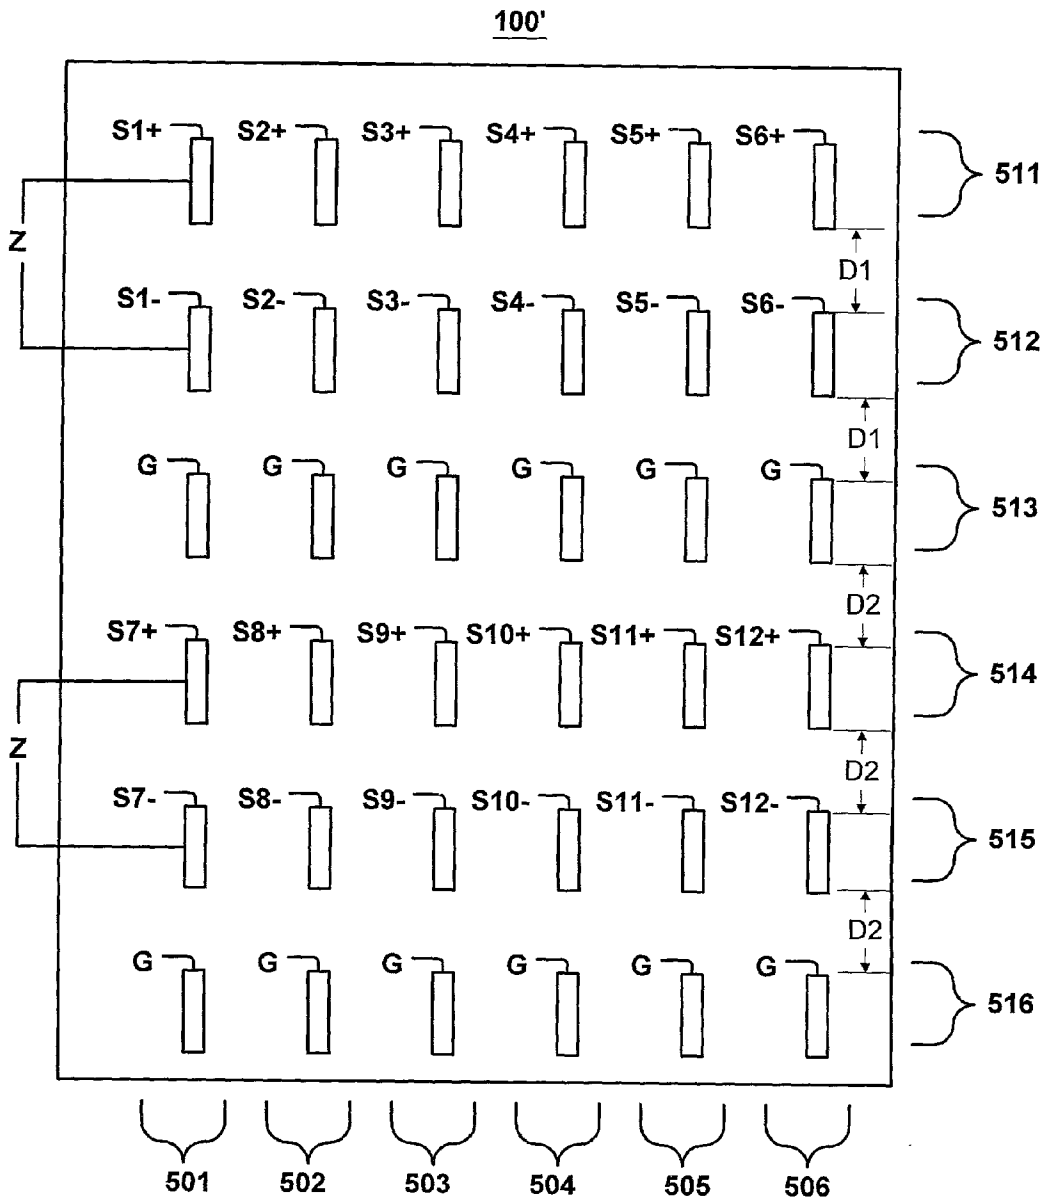 100'
S1+ S2+ S3+ S4+ S5+ S6+
511
Z
D1
S1- S2- S3- S4- S5- S6-
512
D1
G G G G G G
513
D2
S7+ S8+ S9+ S10+ S11+ S12+
514
Z
D2
S7- S8- S9- S10- S11- S12-
515
D2
G G G G G G
516
501 502 503 504 505 506